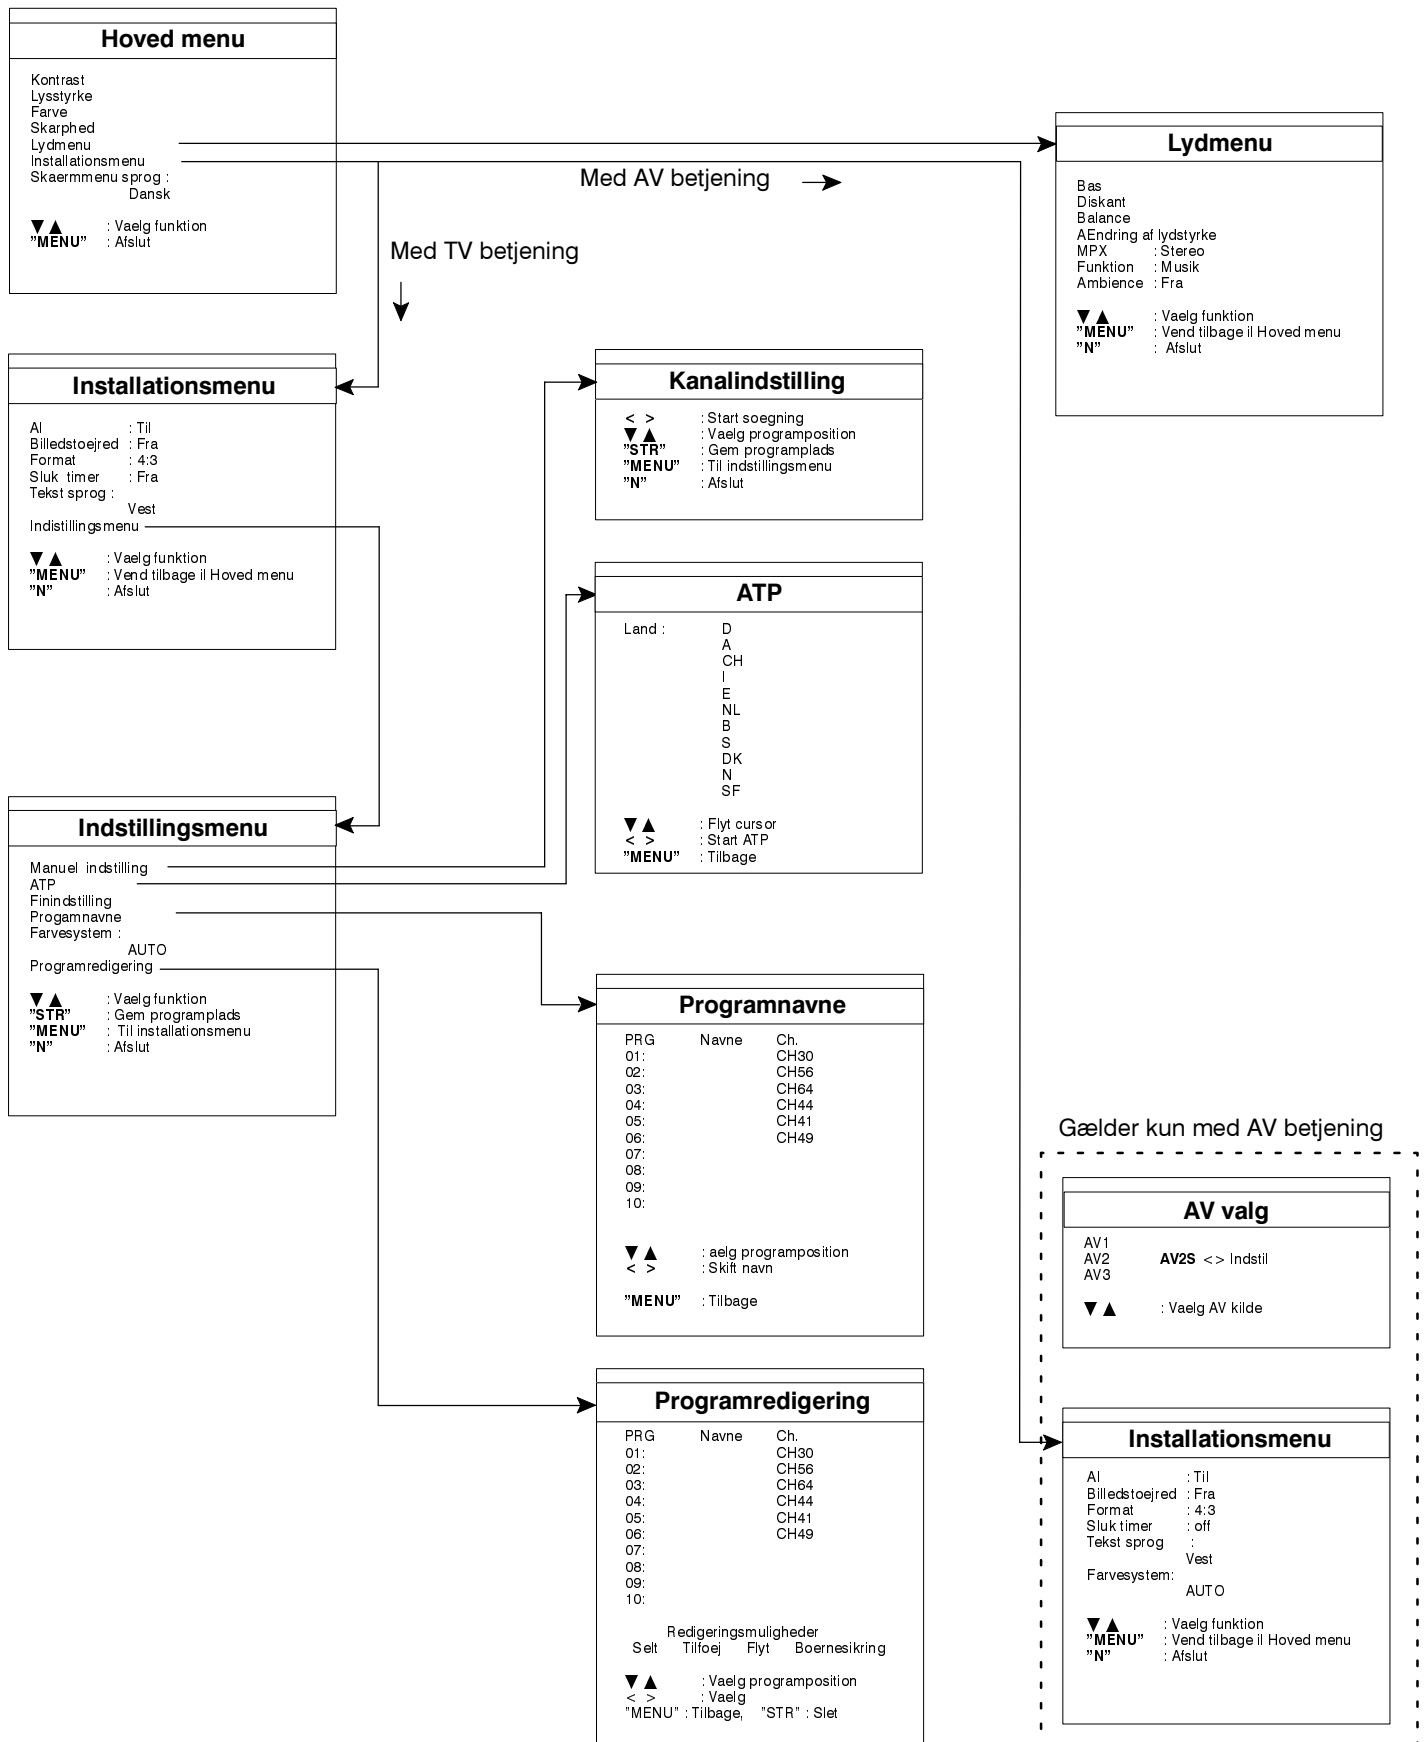 Hoved menu
Kontrast
Lysstyrke
Farve
Skarphed
Lydmenu
Installationsmenu
Skaermmenu sprog :
Dansk
▼ ▲ : Vaelg funktion
"MENU" : Afslut
Med AV betjening
Med TV betjening
Lydmenu
Bas
Diskant
Balance
AEndring af lydstyrke
MPX : Stereo
Funktion : Musik
Ambience : Fra
▼ ▲ : Vaelg funktion
"MENU" : Vend tilbage il Hoved menu
"N" : Afslut
Installationsmenu
AI : Til
Billedstoejred : Fra
Format : 4:3
Sluk timer : Fra
Tekst sprog :
Vest
Indistillingsmenu
▼ ▲ : Vaelg funktion
"MENU" : Vend tilbage il Hoved menu
"N" : Afslut
Kanalindstilling
< > : Start soegning
▼ ▲ : Vaelg programposition
"STR" : Gem programplads
"MENU" : Til indstillingsmenu
"N" : Afslut
ATP
Land : D
A
CH
I
E
NL
B
S
DK
N
SF
▼ ▲ : Flyt cursor
< > : Start ATP
"MENU" : Tilbage
Indstillingsmenu
Manuel indstilling
ATP
Finindstilling
Progamnavne
Farvesystem :
AUTO
Programredigering
▼ ▲ : Vaelg funktion
"STR" : Gem programplads
"MENU" : Til installationsmenu
"N" : Afslut
Programnavne
PRG Navne Ch.
01: CH30
02: CH56
03: CH64
04: CH44
05: CH41
06: CH49
07:
08:
09:
10:
▼ ▲ : aelg programposition
< > : Skift navn
"MENU" : Tilbage
Programredigering
PRG Navne Ch.
01: CH30
02: CH56
03: CH64
04: CH44
05: CH41
06: CH49
07:
08:
09:
10:
Redigeringsmuligheder
Selt Tilfoej Flyt Boernesikring
▼ ▲ : Vaelg programposition
< > : Vaelg
"MENU" : Tilbage, "STR" : Slet
Gælder kun med AV betjening
AV valg
AV1
AV2 AV2S <> Indstil
AV3
▼ ▲ : Vaelg AV kilde
Installationsmenu
AI : Til
Billedstoejred : Fra
Format : 4:3
Sluk timer : off
Tekst sprog :
Vest
Farvesystem:
AUTO
▼ ▲ : Vaelg funktion
"MENU" : Vend tilbage il Hoved menu
"N" : Afslut